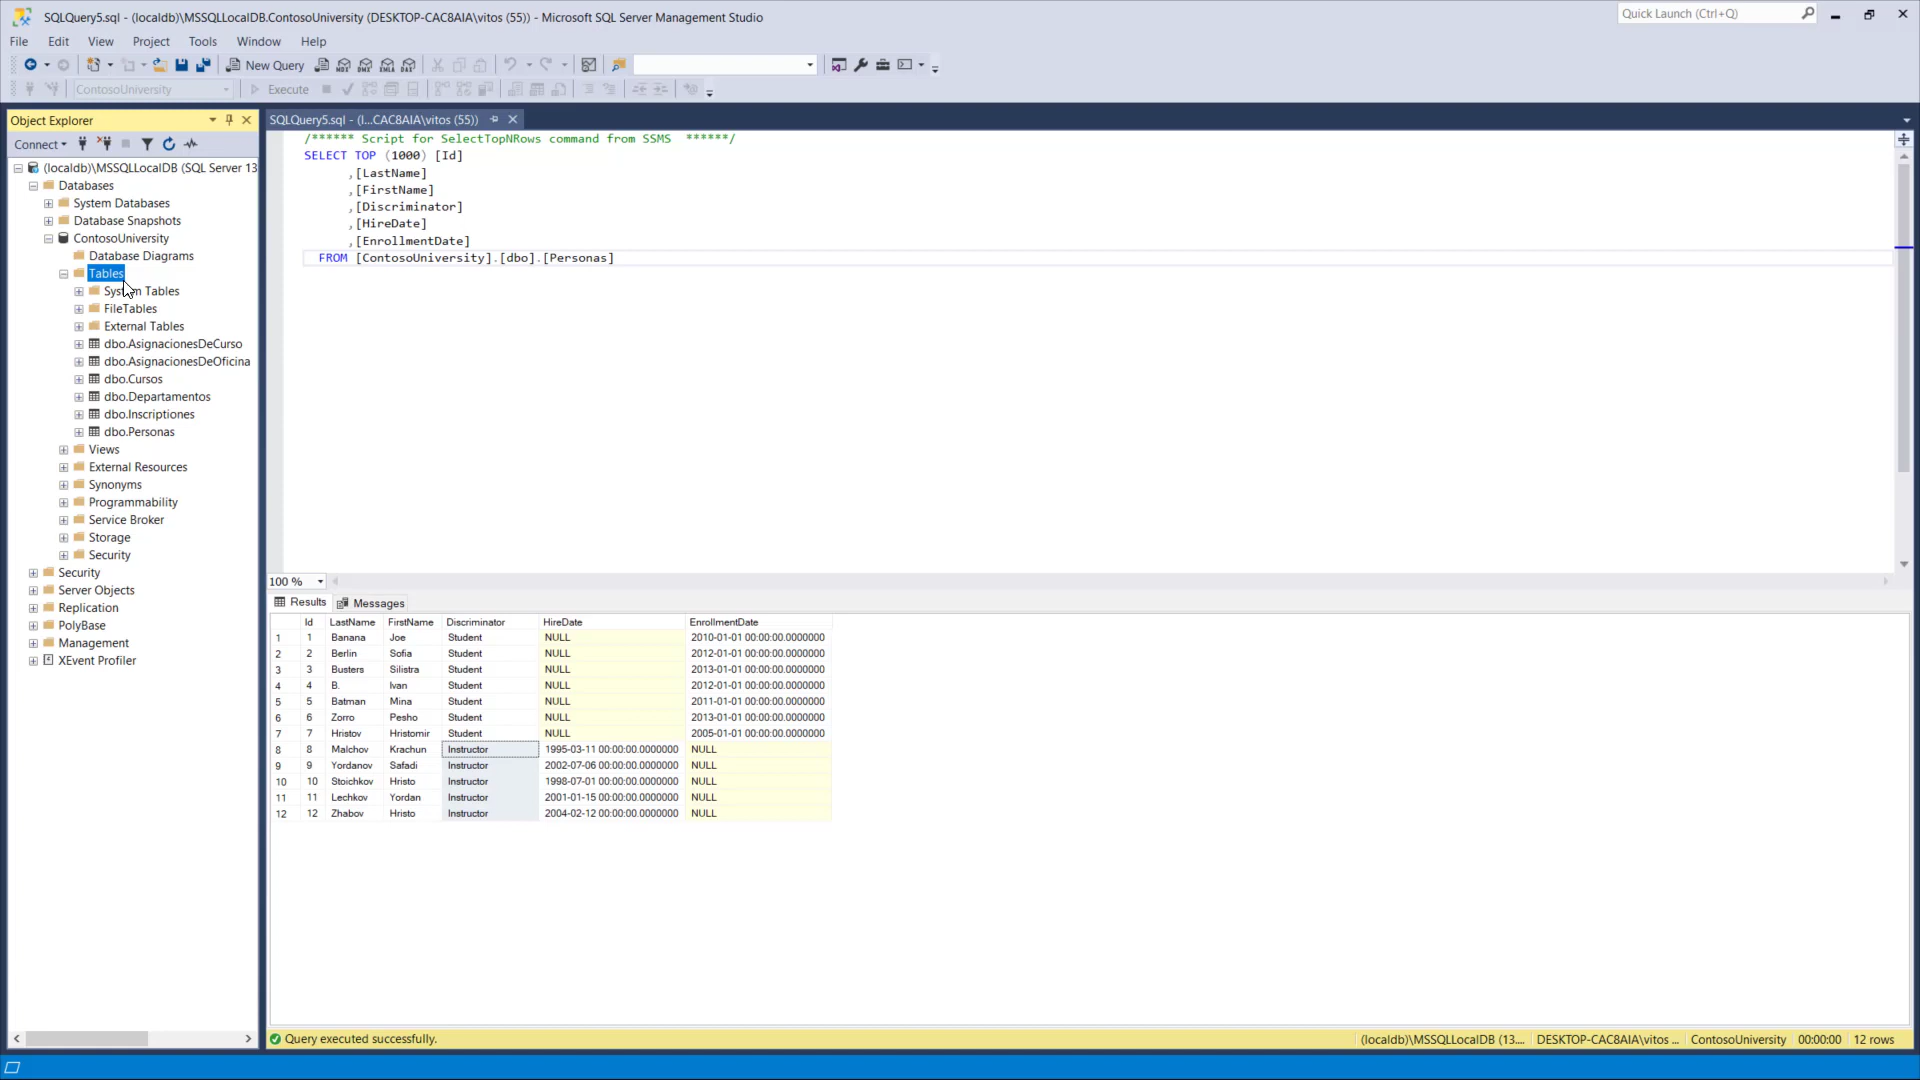 SQLQuery5.sql - (localdb)\MSSQLLocalDB.ContosoUniversity (DESKTOP-CAC8AIA\vitos (55)) - Microsoft SQL Server Management Studio
Quick Launch (Ctrl+Q)
File Edit View Project Tools Window Help
New Query
ContosoUniversity
Execute
Object Explorer
Connect
(localdb)\MSSQLLocalDB (SQL Server 13
Databases
System Databases
Database Snapshots
ContosoUniversity
Database Diagrams
Tables
System Tables
FileTables
External Tables
dbo.AsignacionesDeCurso
dbo.AsignacionesDeOficina
dbo.Cursos
dbo.Departamentos
dbo.Inscriptiones
dbo.Personas
Views
External Resources
Synonyms
Programmability
Service Broker
Storage
Security
Security
Server Objects
Replication
PolyBase
Management
XEvent Profiler
SQLQuery5.sql - (l...CAC8AIA\vitos (55))
/****** Script for SelectTopNRows command from SSMS ******/
SELECT TOP (1000) [Id]
,[LastName]
,[FirstName]
,[Discriminator]
,[HireDate]
,[EnrollmentDate]
FROM [ContosoUniversity].[dbo].[Personas]
100 %
Results Messages
Id LastName FirstName Discriminator HireDate EnrollmentDate
1 1 Banana Joe Student NULL 2010-01-01 00:00:00.0000000
2 2 Berlin Sofia Student NULL 2012-01-01 00:00:00.0000000
3 3 Busters Silistra Student NULL 2013-01-01 00:00:00.0000000
4 4 B. Ivan Student NULL 2012-01-01 00:00:00.0000000
5 5 Batman Mina Student NULL 2011-01-01 00:00:00.0000000
6 6 Zorro Pesho Student NULL 2013-01-01 00:00:00.0000000
7 7 Hristov Hristomir Student NULL 2005-01-01 00:00:00.0000000
8 8 Malchov Krachun Instructor 1995-03-11 00:00:00.0000000 NULL
9 9 Yordanov Safadi Instructor 2002-07-06 00:00:00.0000000 NULL
10 10 Stoichkov Hristo Instructor 1998-07-01 00:00:00.0000000 NULL
11 11 Lechkov Yordan Instructor 2001-01-15 00:00:00.0000000 NULL
12 12 Zhabov Hristo Instructor 2004-02-12 00:00:00.0000000 NULL
Query executed successfully.
(localdb)\MSSQLLocalDB (13.... DESKTOP-CAC8AIA\vitos ... ContosoUniversity 00:00:00 12 rows